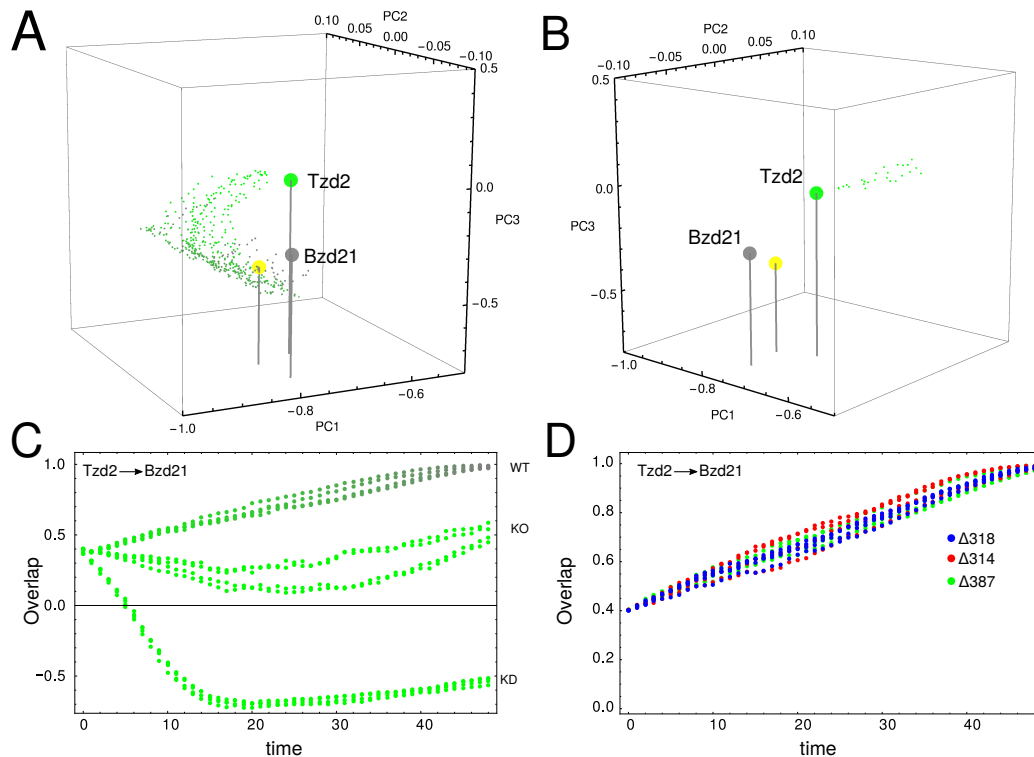 A
0.10
PC2
0.05
0.00
−0.05
−0.10
0.5
Tzd2
0.0
PC3
Bzd21
−0.5
−0.6
−0.8
PC1
−1.0
B
PC2
0.10
0.05
0.00
−0.05
−0.10
0.5
Tzd2
0.0
PC3
Bzd21
−0.5
−1.0
−0.8
PC1
−0.6
C
1.0
Tzd2→Bzd21
WT
0.5
KO
Overlap
0.0
−0.5
KD
0 10 20 30 40
time
D
1.0
Tzd2→Bzd21
0.8
Δ318
Δ314
Δ387
0.6
Overlap
0.4
0.2
0.0
0 10 20 30 40
time